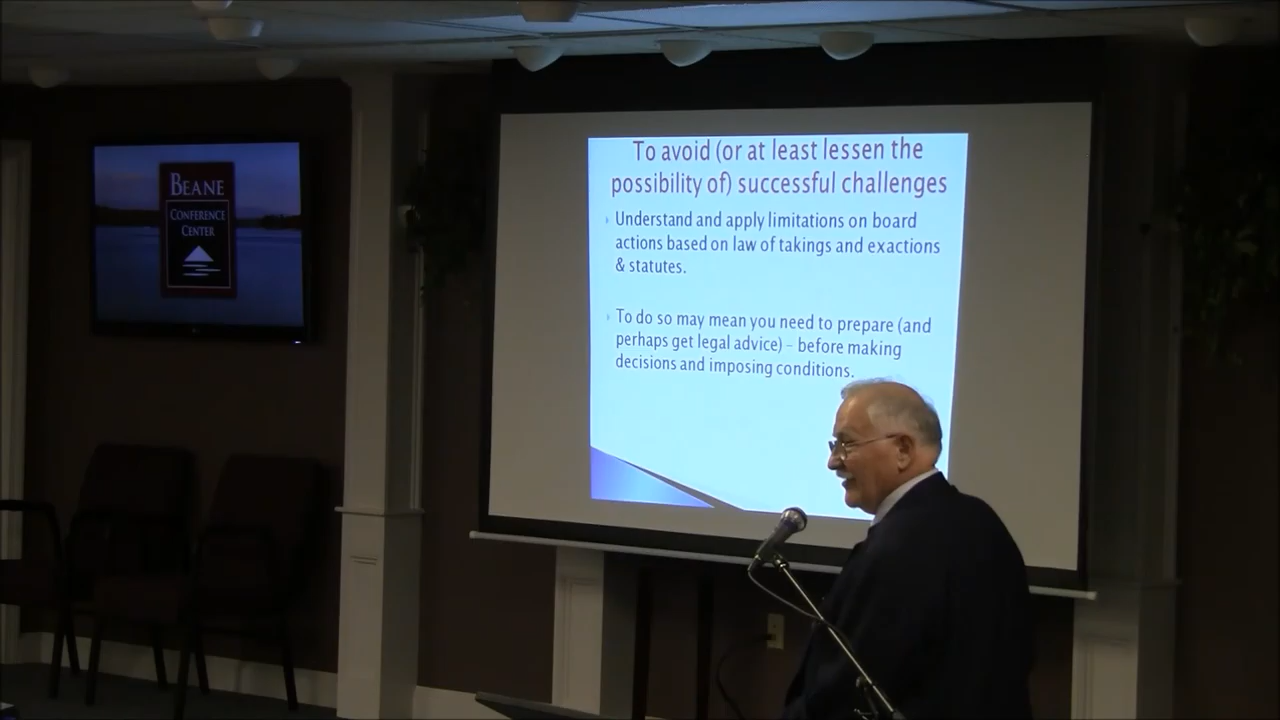 BEANE
CONFERENCE
CENTER
To avoid (or at least lessen the
possibility of) successful challenges
Understand and apply limitations on board
actions based on law of takings and exactions
& statutes.
To do so may mean you need to prepare (and
perhaps get legal advice) – before making
decisions and imposing conditions.